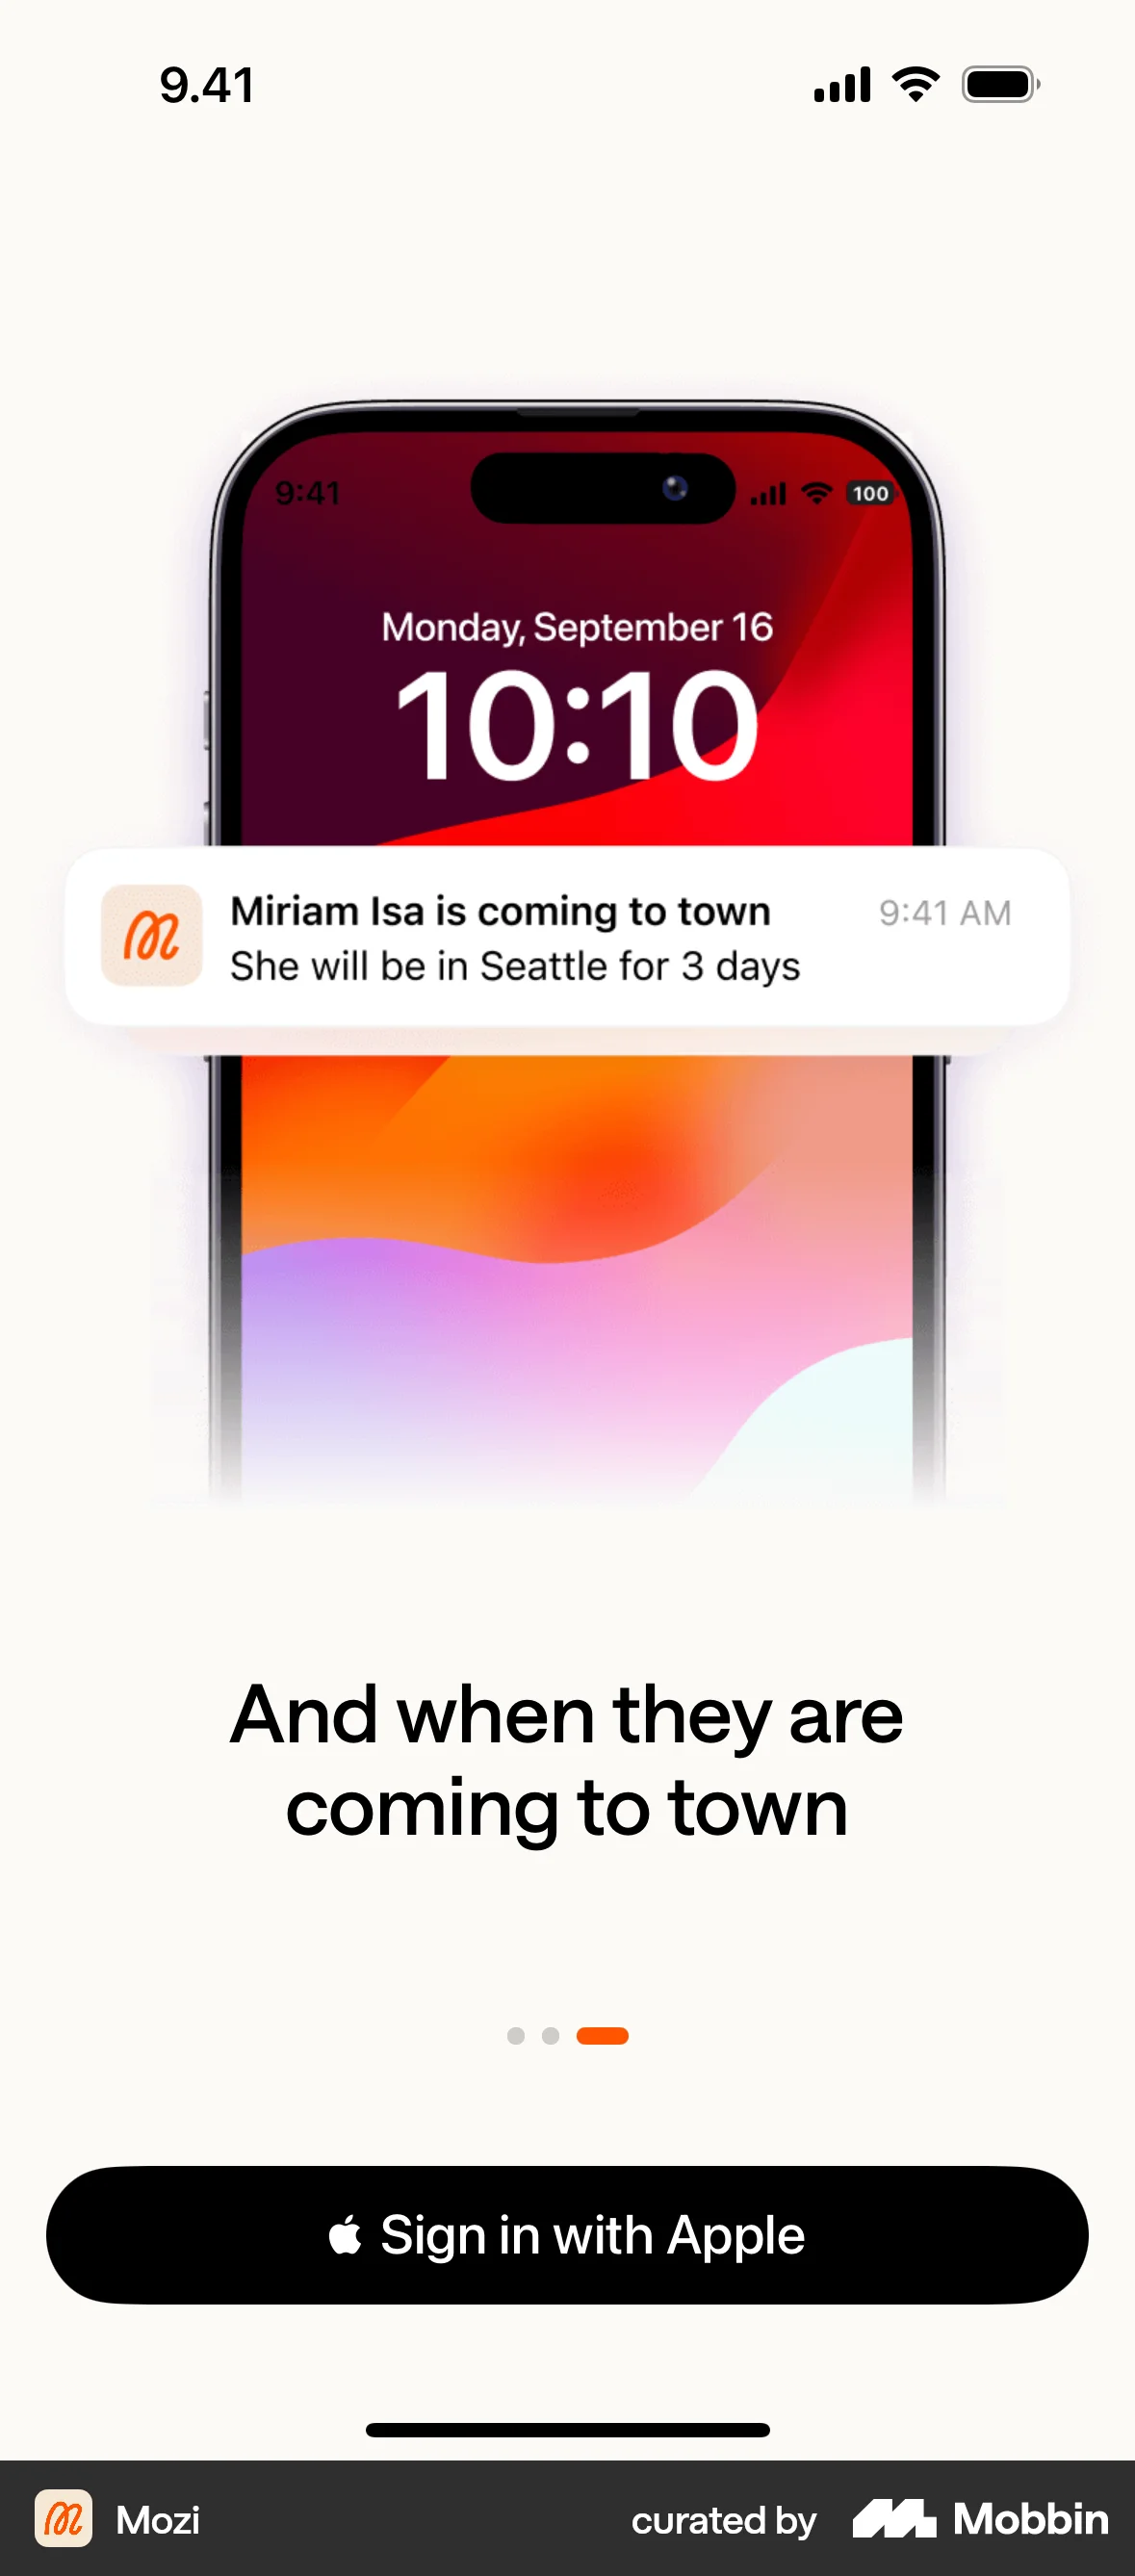 9.41
9:41
100
Monday, September 16
10:10
Miriam Isa is coming to town
9:41 AM
She will be in Seattle for 3 days
And when they are
coming to town
Sign in with Apple
Mozi
curated by
Mobbin